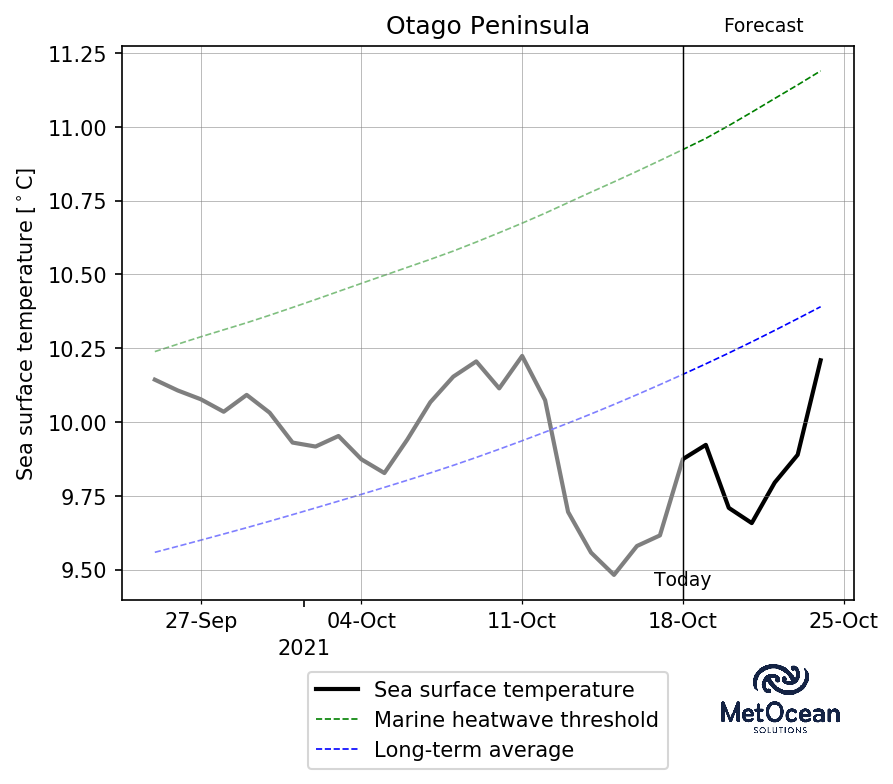 Otago Peninsula
Forecast
Sea surface temperature [°C]
11.25
11.00
10.75
10.50
10.25
10.00
9.75
9.50
Today
27-Sep
04-Oct
11-Oct
18-Oct
25-Oct
2021
Sea surface temperature
Marine heatwave threshold
Long-term average
MetOcean
SOLUTIONS